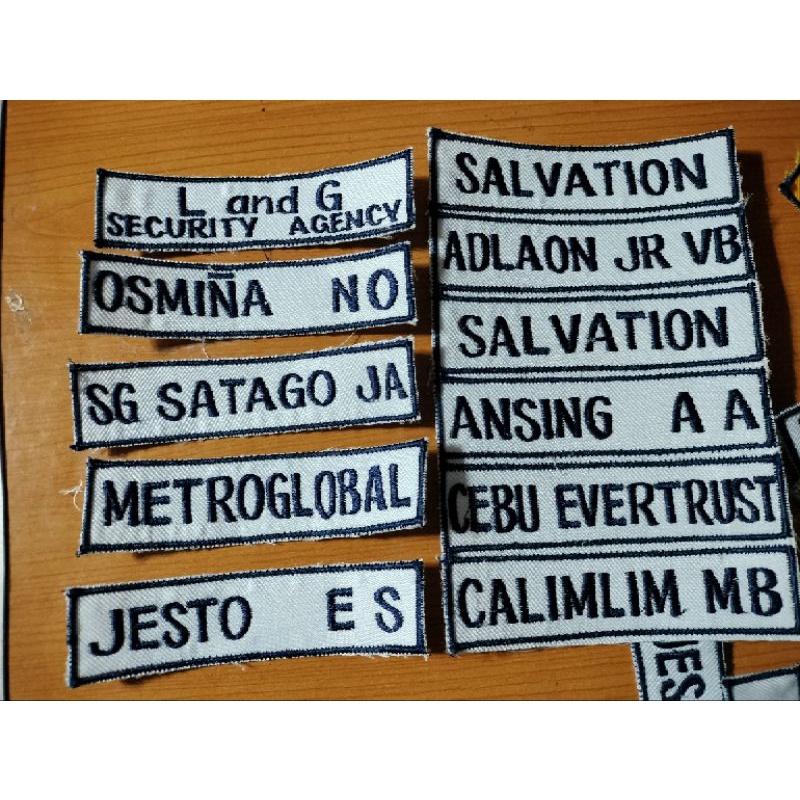 L and G
SECURITY AGENCY
OSMIÑA NO
SG SATAGO JA
METROGLOBAL
JESTO E S
SALVATION
ADLAON JR VB
SALVATION
ANSING A A
CEBU EVERTRUST
CALIMLIM MB